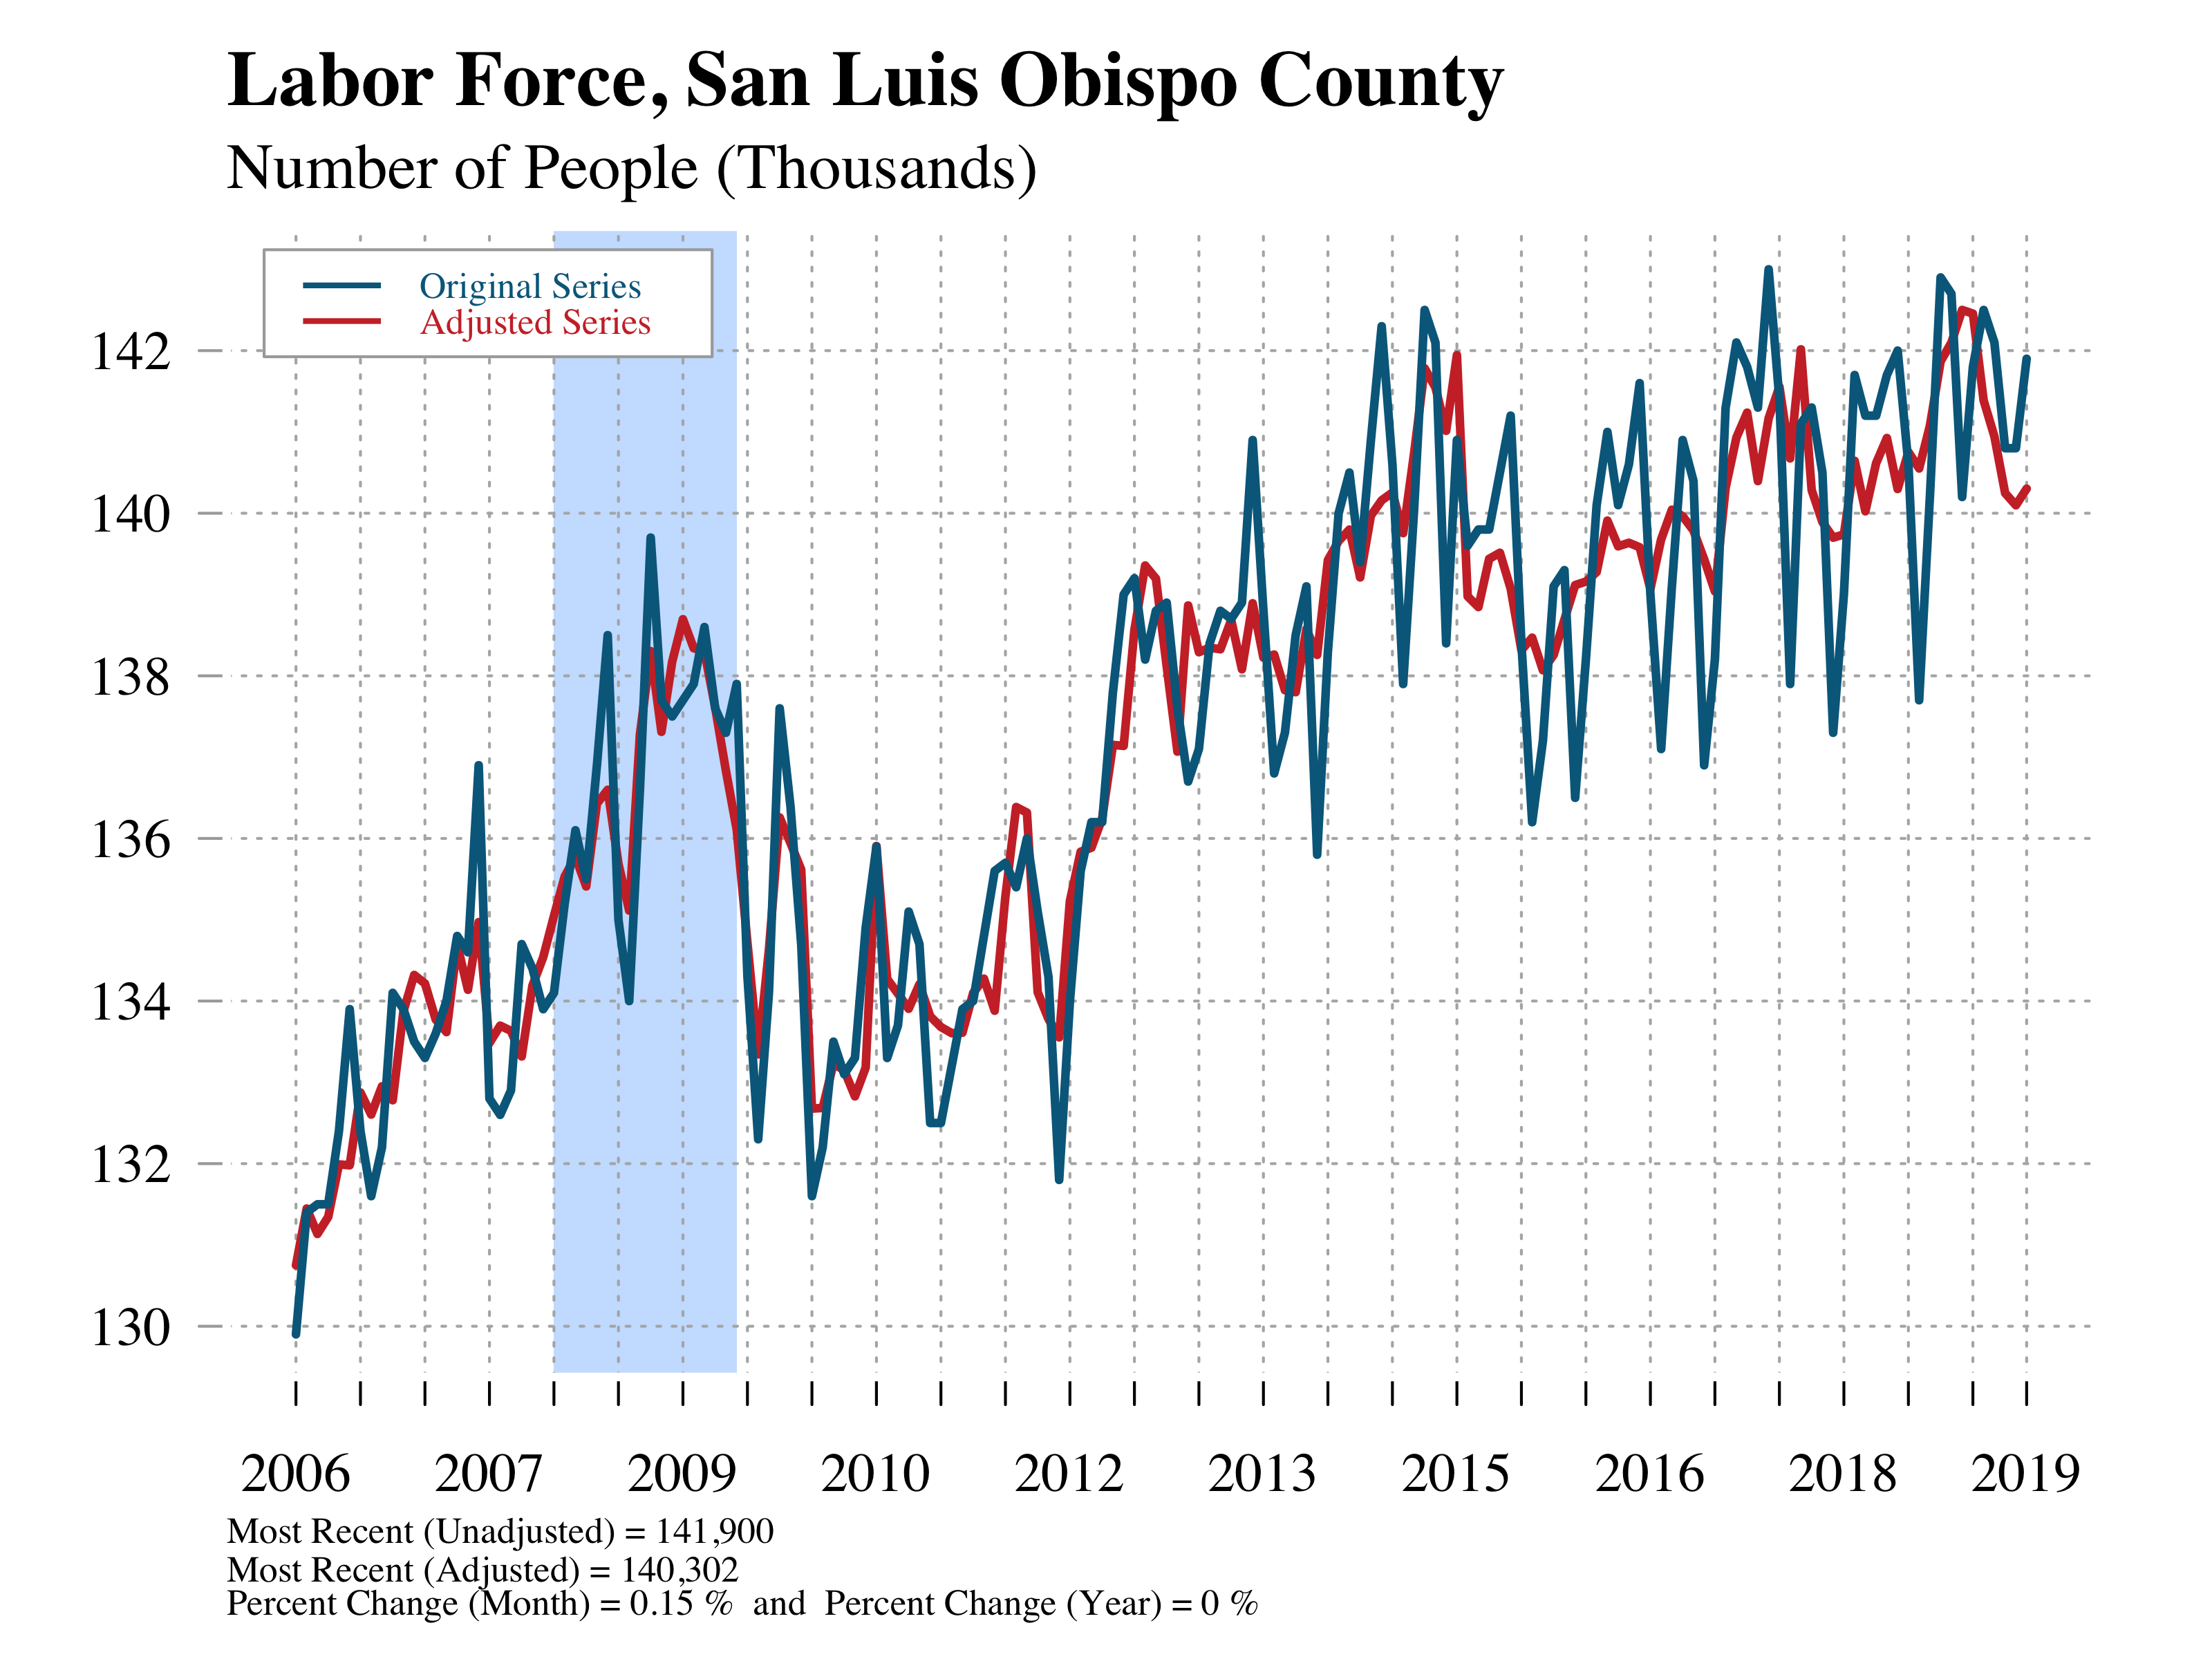 Labor Force, San Luis Obispo County
Number of People (Thousands)
Original Series
Adjusted Series
142
140
138
136
134
132
130
2006 2007 2009 2010 2012 2013 2015 2016 2018 2019
Most Recent (Unadjusted) = 141,900
Most Recent (Adjusted) = 140,302
Percent Change (Month) = 0.15 % and Percent Change (Year) = 0 %